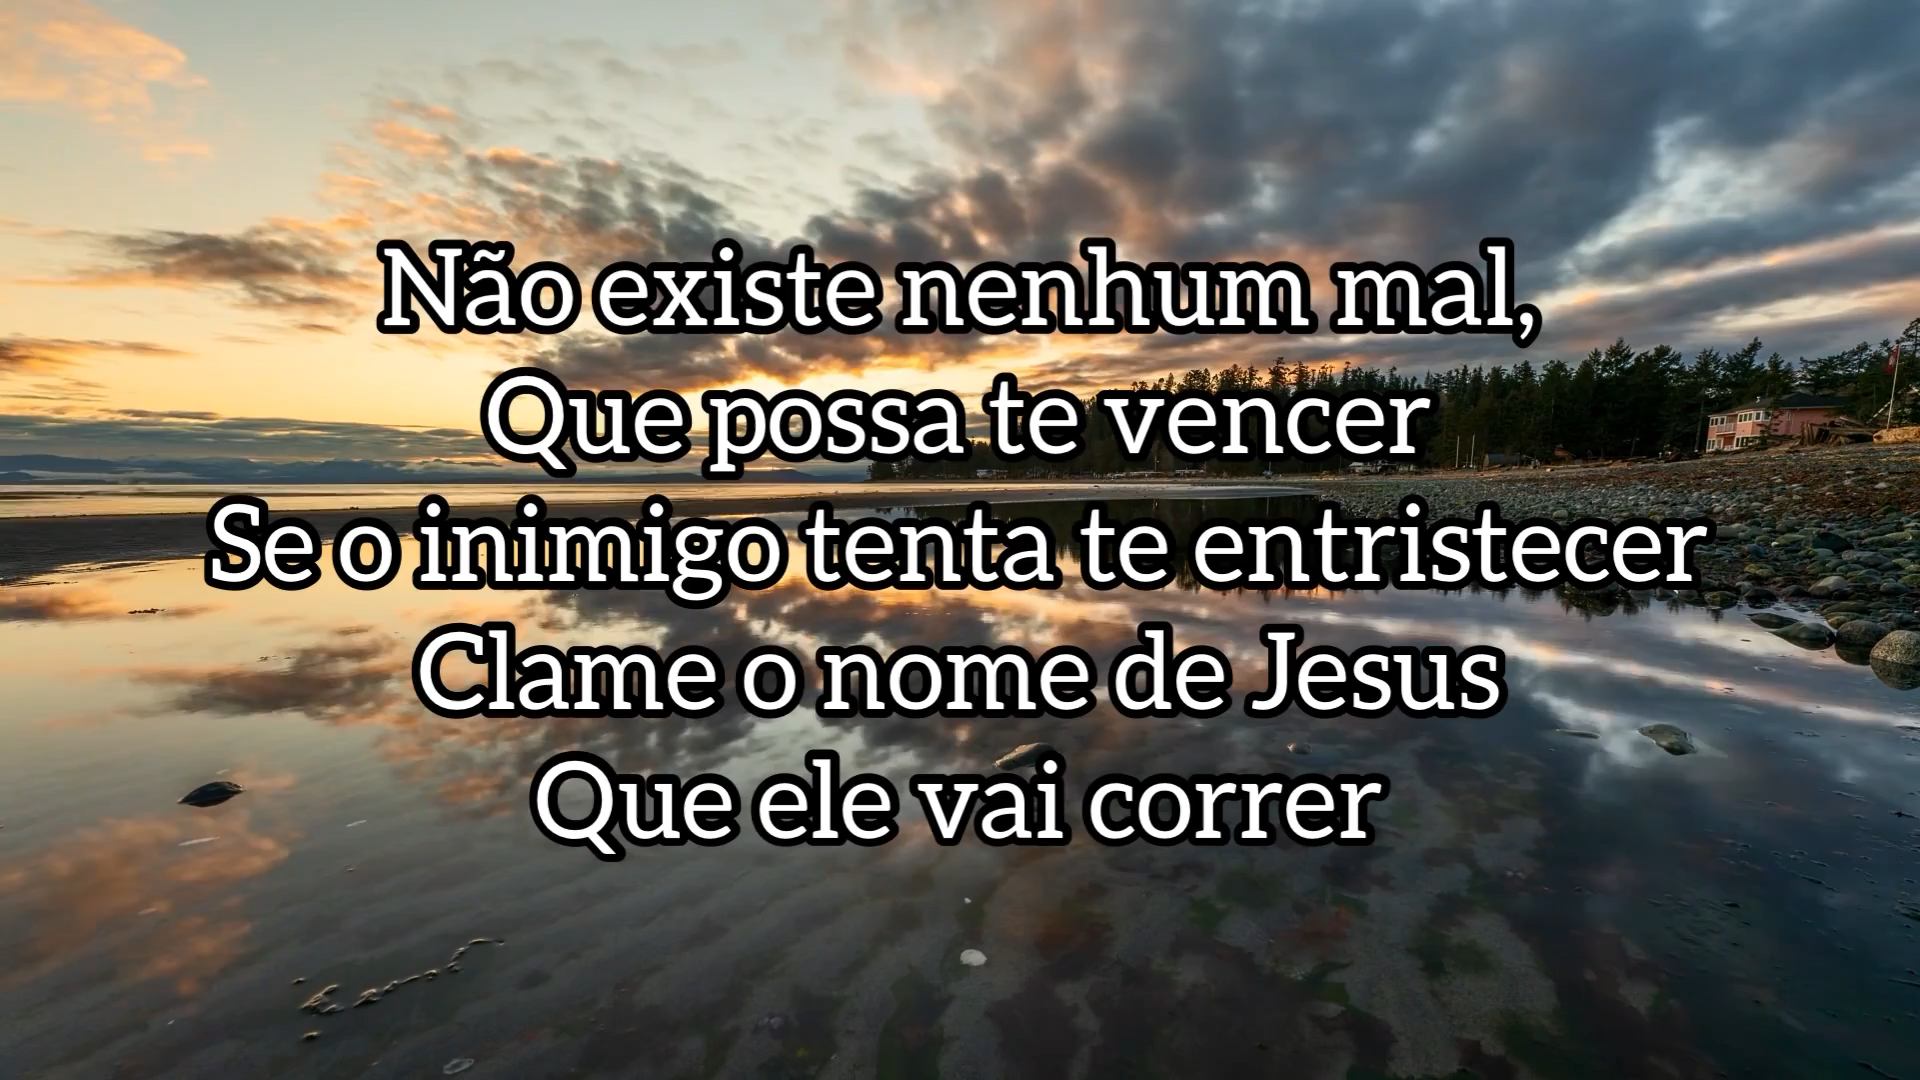 Não existe nenhum mal,
Que possa te vencer
Se o inimigo tenta te entristecer
Clame o nome de Jesus
Que ele vai correr